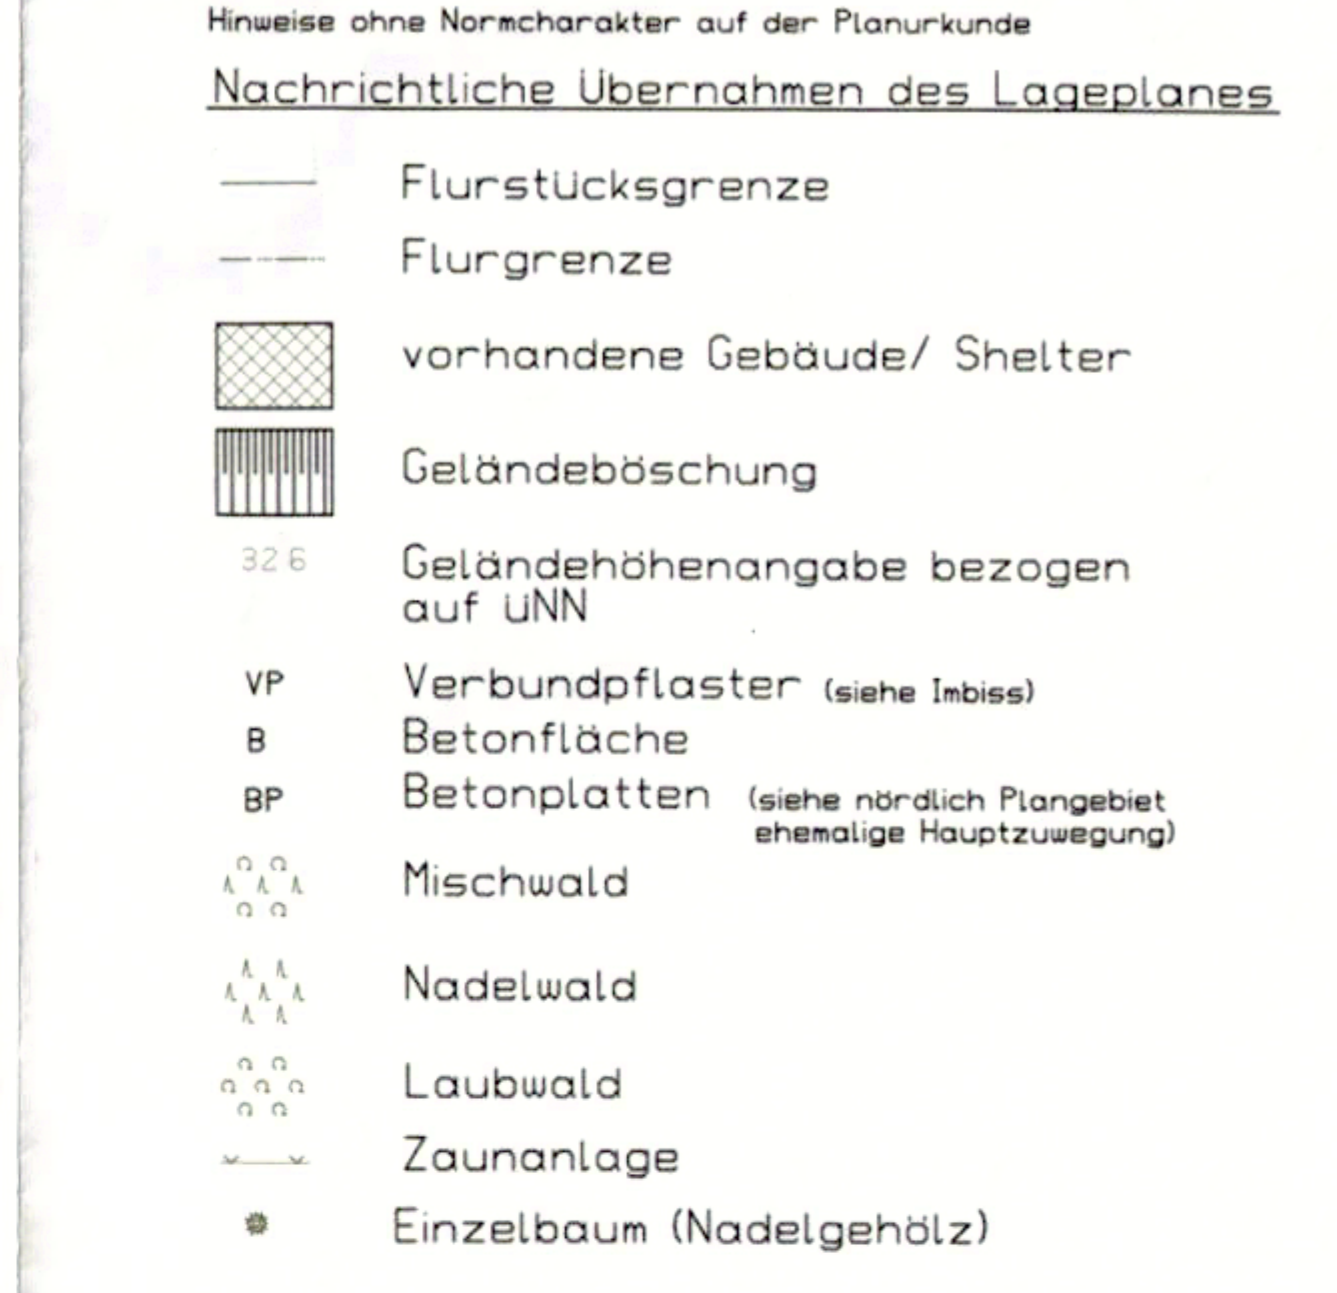 Hinweise ohne Normcharakter auf der Planurkunde
Nachrichtliche Übernahmen des Lageplanes
Flurstücksgrenze
Flurgrenze
vorhandene Gebäude/ Shelter
Geländeböschung
32 6 Geländehöhenangabe bezogen
auf üNN
VP Verbundpflaster (siehe Imbiss)
B Betonfläche
BP Betonplatten (siehe nördlich Plangebiet
ehemalige Hauptzuwegung)
Mischwald
Nadelwald
Laubwald
Zaunanlage
Einzelbaum (Nadelgehölz)